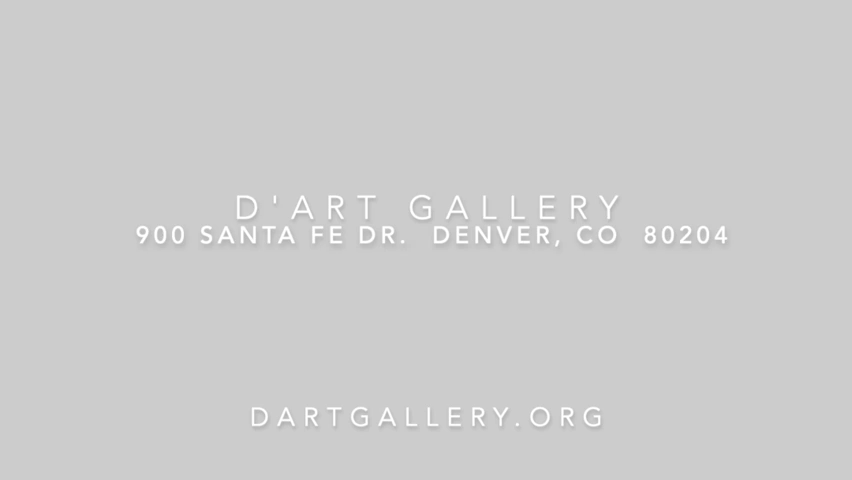 D'ART GALLERY
900 SANTA FE DR. DENVER, CO 80204
DARTGALLERY.ORG